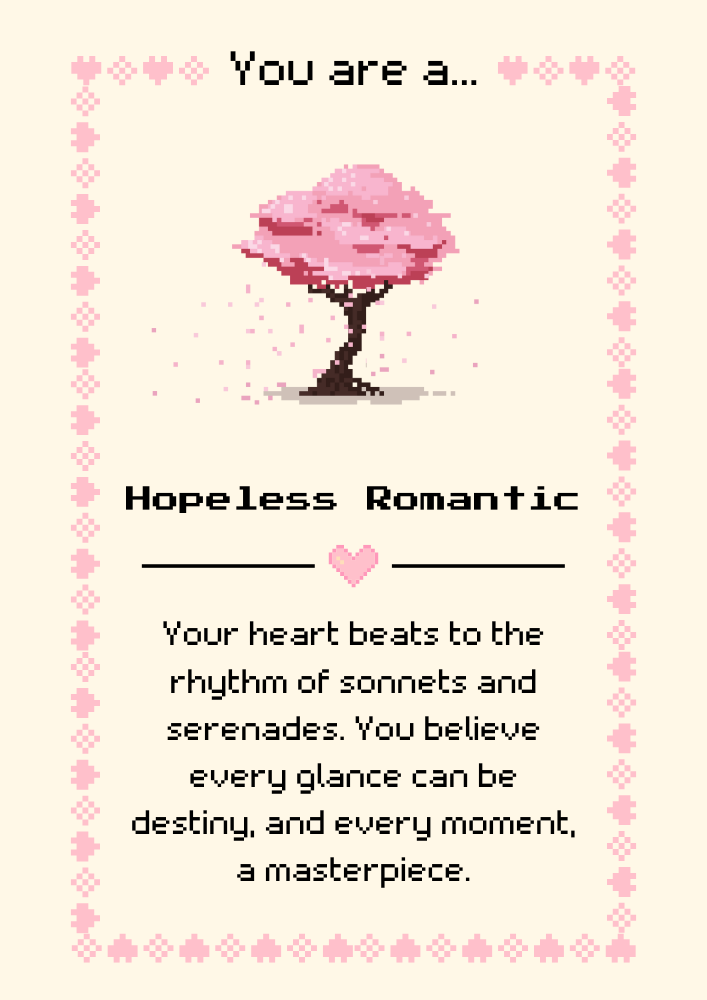 You are a...
Hopeless Romantic
Your heart beats to the
rhythm of sonnets and
serenades. You believe
every glance can be
destiny, and every moment,
a masterpiece.